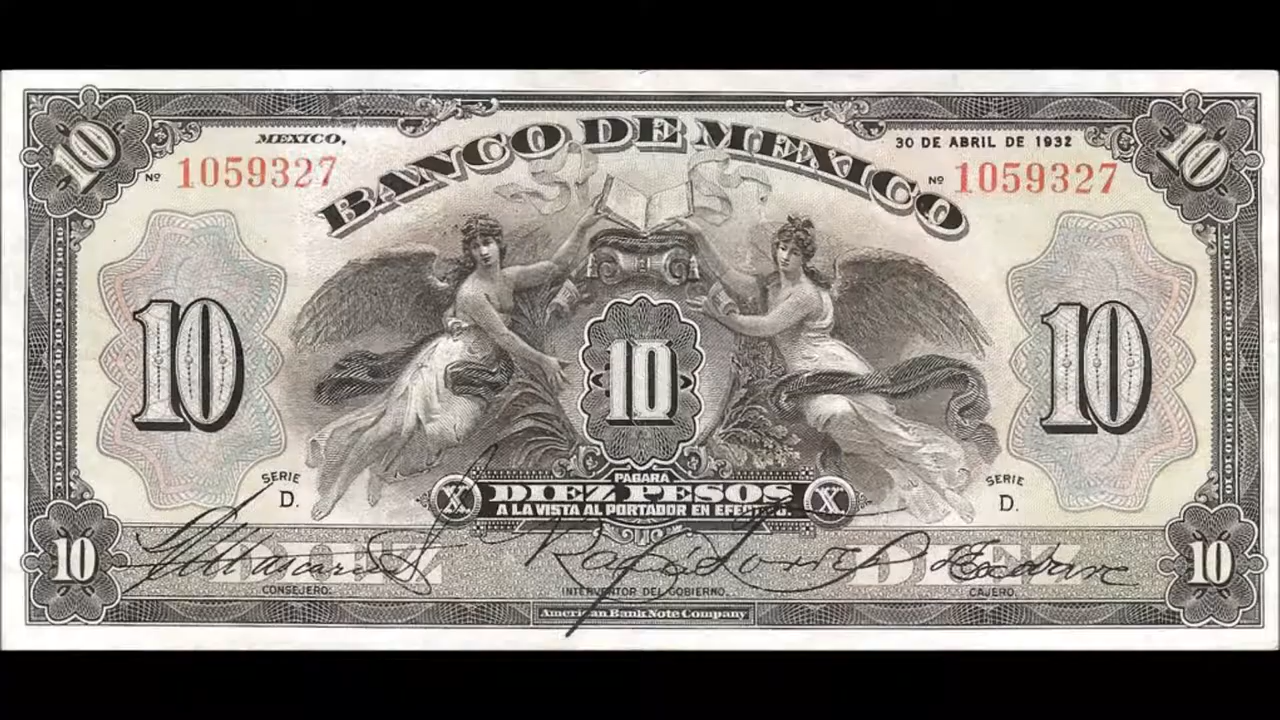 10
10
MEXICO,
BANCO DE MEXICO
30 DE ABRIL DE 1932
Nº 1059327
Nº 1059327
10
10
10
SERIE
D.
SERIE
D.
PAGARA
X DIEZ PESOS X
A LA VISTA AL PORTADOR EN EFECTIVO.
10
DIEZ
DIEZ
10
CONSEJERO.
INTERVENTOR DEL GOBIERNO.
CAJERO.
American Bank Note Company